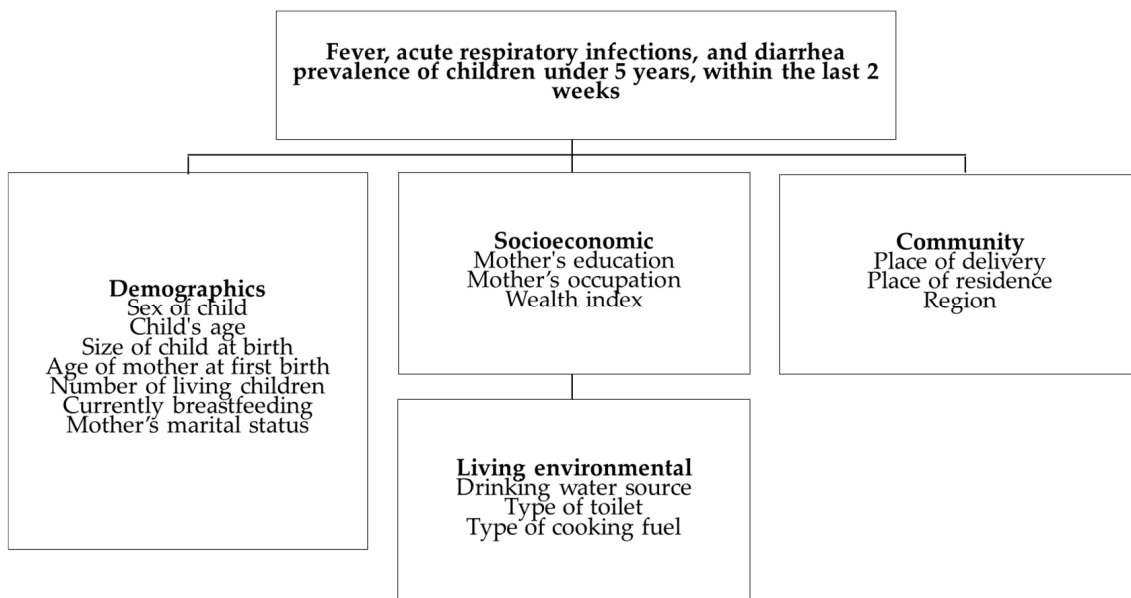 Fever, acute respiratory infections, and diarrhea
prevalence of children under 5 years, within the last 2
weeks
Demographics
Sex of child
Child's age
Size of child at birth
Age of mother at first birth
Number of living children
Currently breastfeeding
Mother’s marital status
Socioeconomic
Mother's education
Mother’s occupation
Wealth index
Community
Place of delivery
Place of residence
Region
Living environmental
Drinking water source
Type of toilet
Type of cooking fuel